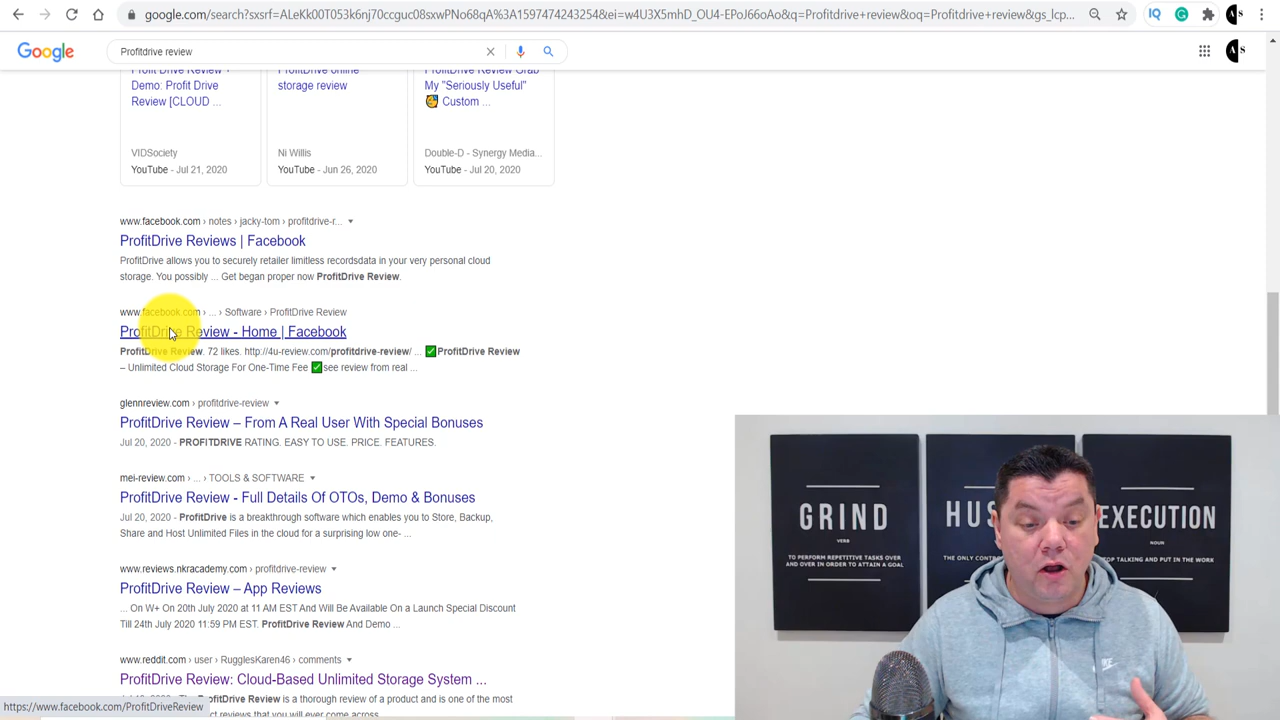 google.com/search?sxsrf=ALeKk00T053k6nj70ccguc08sxwPNo68qA%3A1597474243254&ei=w4U3X5mhD_OU4-EPoJ66oAo&q=Profitdrive+review&oq=Profitdrive+review&gs_lcp...
Google
Profitdrive review
Profit Drive Review +
Demo: Profit Drive
Review [CLOUD ...
VIDSociety
YouTube - Jul 21, 2020
ProfitDrive online
storage review
Ni Willis
YouTube - Jun 26, 2020
ProfitDrive Review Grab
My "Seriously Useful"
Custom ...
Double-D - Synergy Media...
YouTube - Jul 20, 2020
www.facebook.com › notes › jacky-tom › profitdrive-r...
ProfitDrive Reviews | Facebook
ProfitDrive allows you to securely retailer limitless recordsdata in your very personal cloud
storage. You possibly ... Get began proper now ProfitDrive Review.
www.facebook.com › ... › Software › ProfitDrive Review
ProfitDrive Review - Home | Facebook
ProfitDrive Review. 72 likes. http://4u-review.com/profitdrive-review/ ... ✅ProfitDrive Review
– Unlimited Cloud Storage For One-Time Fee ✅see review from real ...
glennreview.com › profitdrive-review
ProfitDrive Review – From A Real User With Special Bonuses
Jul 20, 2020 - PROFITDRIVE RATING. EASY TO USE. PRICE. FEATURES.
mei-review.com › ... › TOOLS & SOFTWARE
ProfitDrive Review - Full Details Of OTOs, Demo & Bonuses
Jul 20, 2020 - ProfitDrive is a breakthrough software which enables you to Store, Backup,
Share and Host Unlimited Files in the cloud for a surprising low one- ...
www.reviews.nkracademy.com › profitdrive-review
ProfitDrive Review – App Reviews
... On W+ On 20th July 2020 at 11 AM EST And Will Be Available On a Launch Special Discount
Till 24th July 2020 11:59 PM EST. ProfitDrive Review And Demo ...
www.reddit.com › user › RugglesKaren46 › comments
ProfitDrive Review: Cloud-Based Unlimited Storage System ...
ProfitDrive Review is a thorough review of a product and is one of the most
reviews that you will ever come across.
https://www.facebook.com/ProfitDriveReview
GRIND
VERB
TO PERFORM REPETITIVE TASKS OVER
AND OVER IN ORDER TO ATTAIN A GOAL
HUS
THE ONLY
EXECUTION
NOUN
TALKING AND PUT IN THE WORK